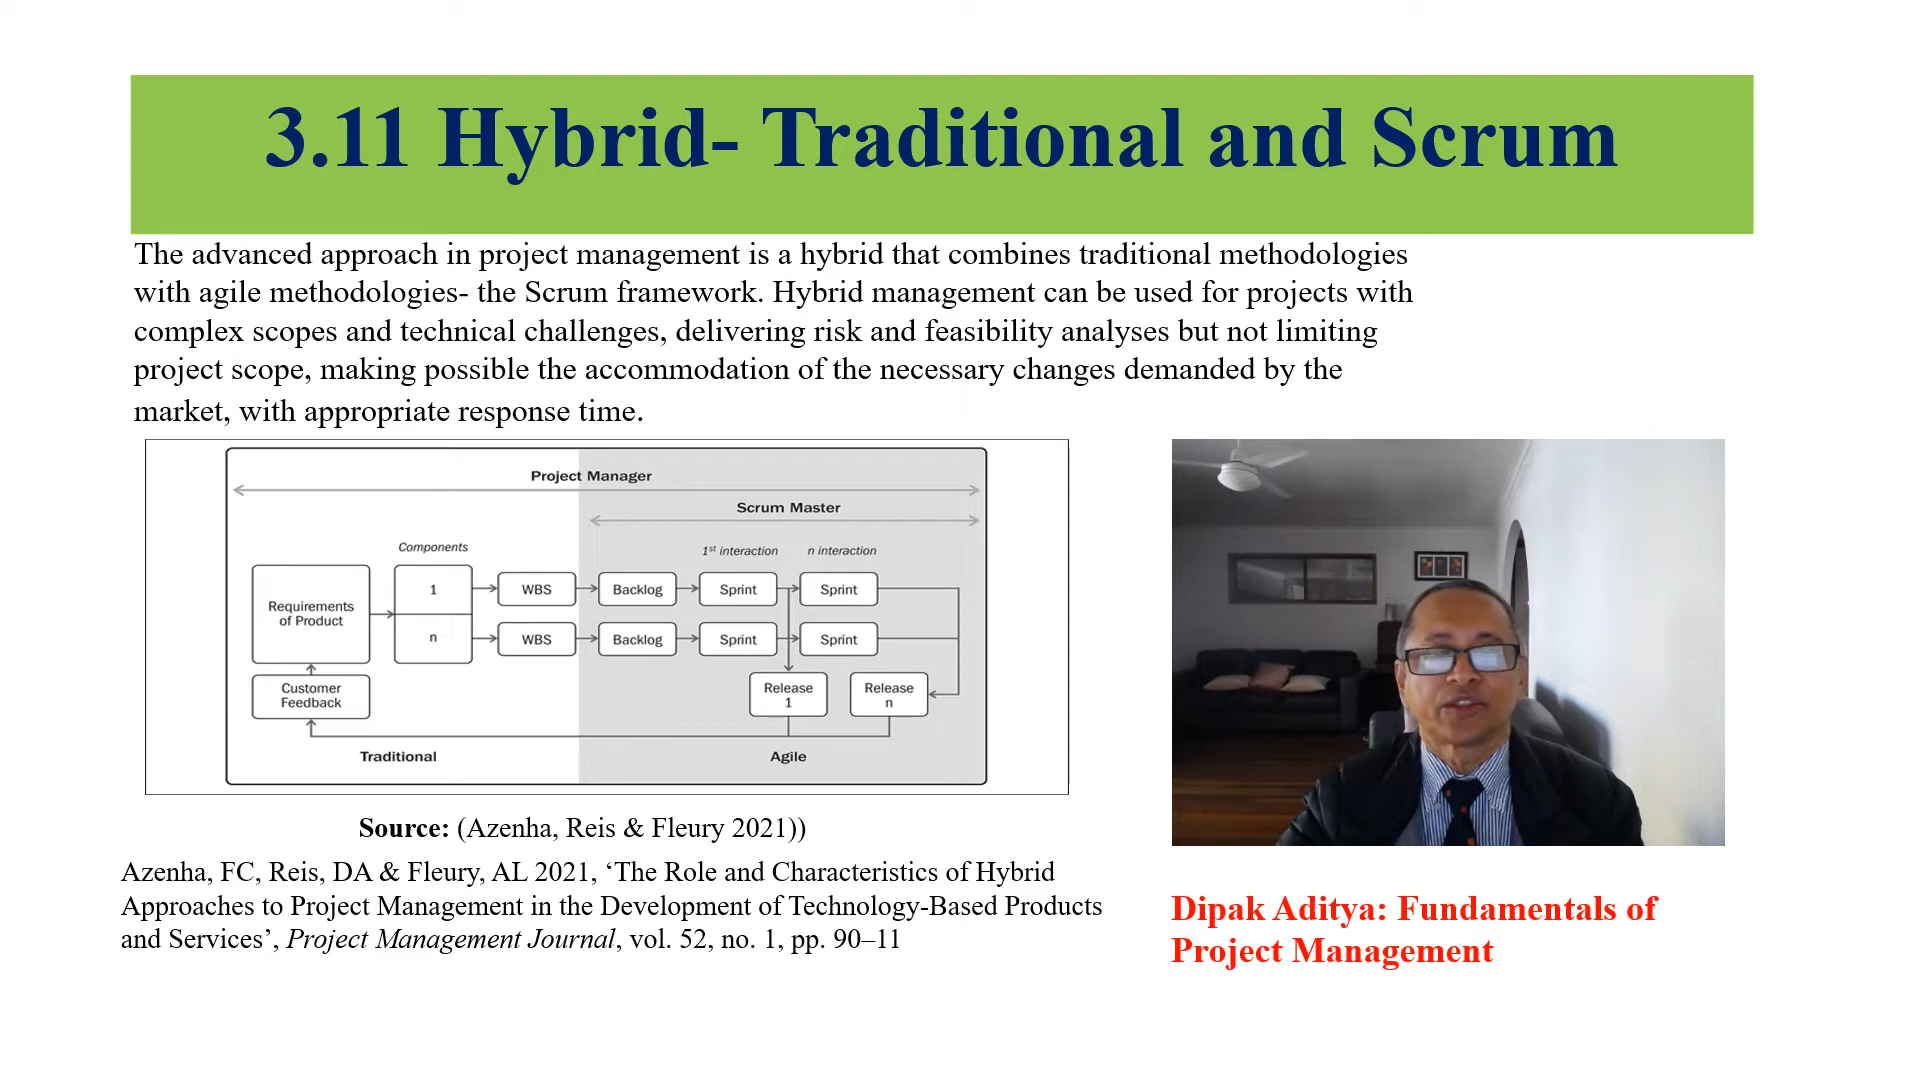 3.11 Hybrid- Traditional and Scrum
The advanced approach in project management is a hybrid that combines traditional methodologies
with agile methodologies- the Scrum framework. Hybrid management can be used for projects with
complex scopes and technical challenges, delivering risk and feasibility analyses but not limiting
project scope, making possible the accommodation of the necessary changes demanded by the
market, with appropriate response time.
Project Manager
Scrum Master
Components
1st interaction
n interaction
Requirements
of Product
1
n
WBS
Backlog
Sprint
Sprint
WBS
Backlog
Sprint
Sprint
Customer
Feedback
Release
1
Release
n
Traditional
Agile
Source: (Azenha, Reis & Fleury 2021))
Azenha, FC, Reis, DA & Fleury, AL 2021, ‘The Role and Characteristics of Hybrid
Approaches to Project Management in the Development of Technology-Based Products
and Services’, Project Management Journal, vol. 52, no. 1, pp. 90–11
Dipak Aditya: Fundamentals of
Project Management